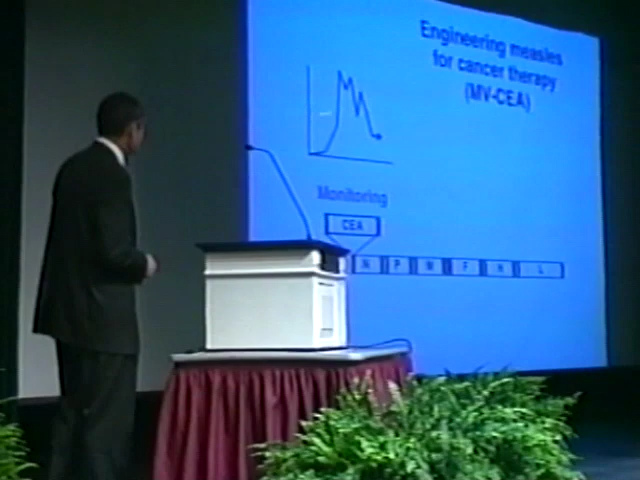 Engineering measles
for cancer therapy
(MV-CEA)
Monitoring
CEA
N P M F H L